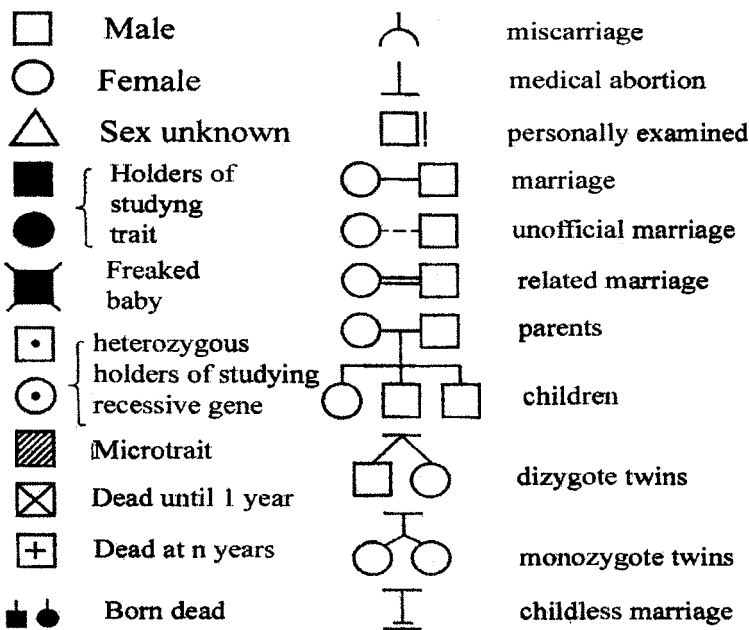 Male
Female
Sex unknown
Holders of
studyng
trait
Freaked
baby
heterozygous
holders of studying
recessive gene
Microtrait
Dead until 1 year
Dead at n years
Born dead
miscarriage
medical abortion
personally examined
marriage
unofficial marriage
related marriage
parents
children
dizygote twins
monozygote twins
childless marriage